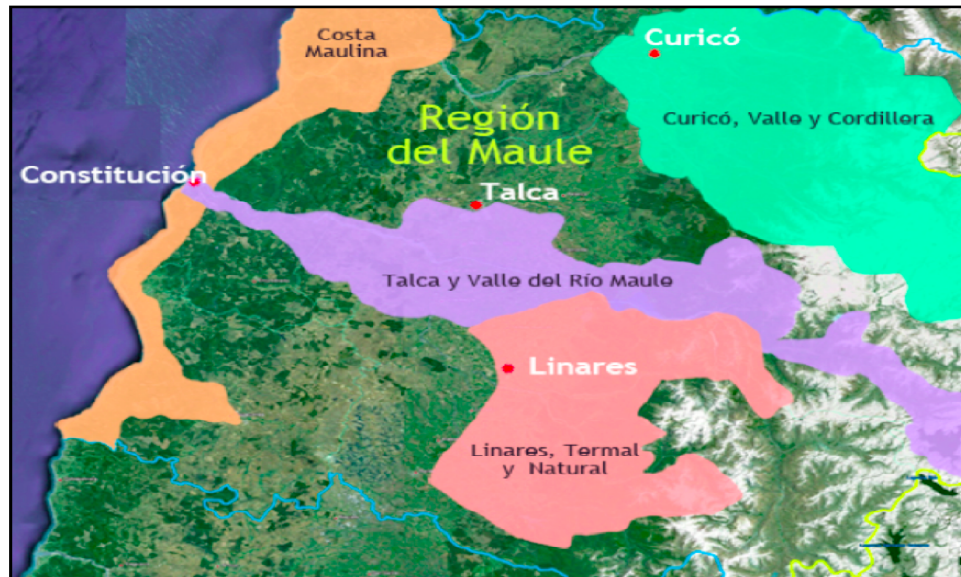 Costa
Maulina
Curicó
Región
del Maule
Curicó, Valle y Cordillera
Constitución
Talca
Talca y Valle del Río Maule
Linares
Linares, Termal
y Natural